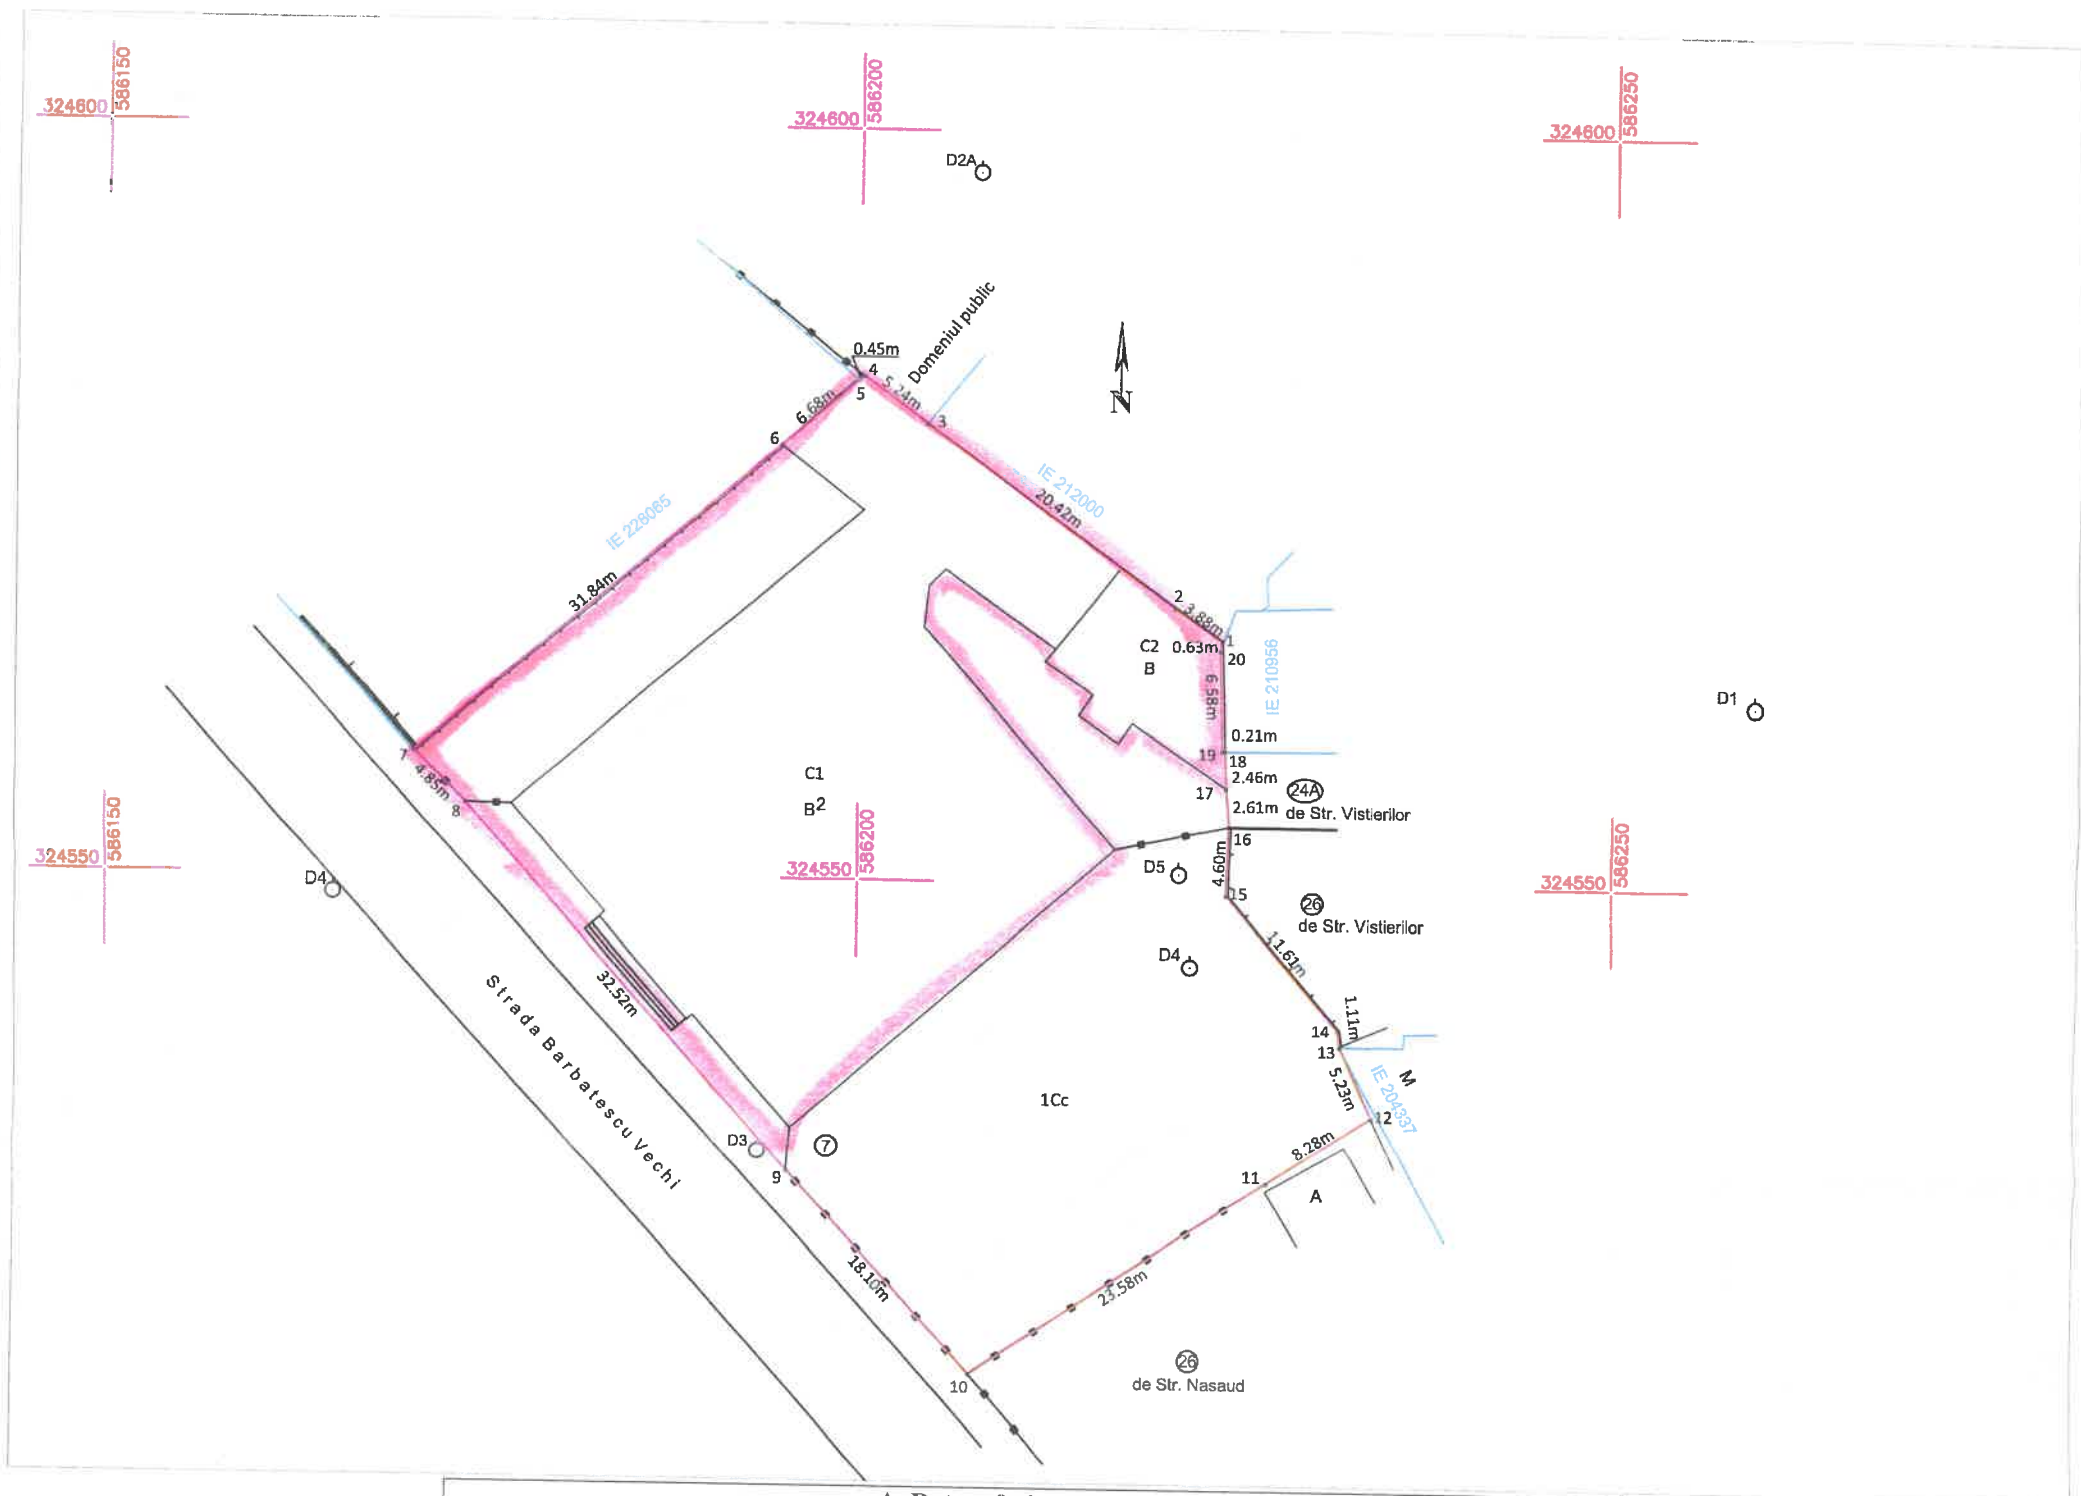 324600
586150
324600
586200
324600
586250
D2A
Domeniul public
0.45m
4
5.24m
5
3
6.68m
6
N
IE 212000
20.42m
IE 228065
31.84m
2
3.88m
1
C2
0.63m
20
B
6.58m
IE 210956
D1
0.21m
19
18
7
4.85m
8
C1
B2
2.46m
17
24A
2.61m
de Str. Vistierilor
16
324550
586150
324550
586200
324550
586250
D4
D5
4.60m
15
26
de Str. Vistierilor
11.61m
D4
32.52m
Strada Barbatescu Vechi
1.11m
14
13
5.23m
M
IE 204337
12
1Cc
8.28m
D3
7
9
11
A
18.10m
23.58m
10
26
de Str. Nasaud